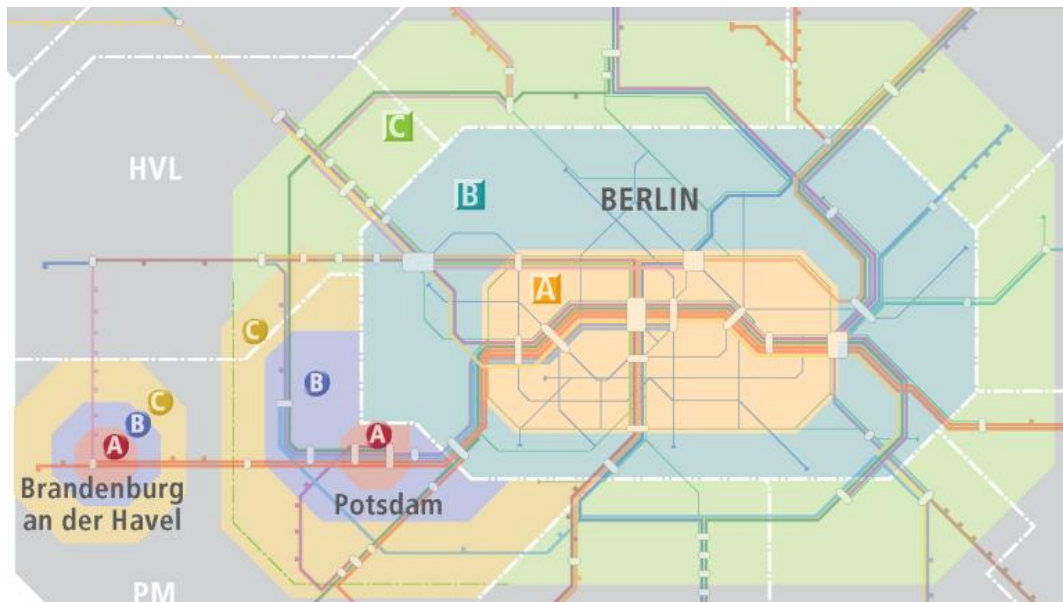 C
HVL
B
BERLIN
A
C
B
C
B
A
A
Brandenburg
an der Havel
Potsdam
PM